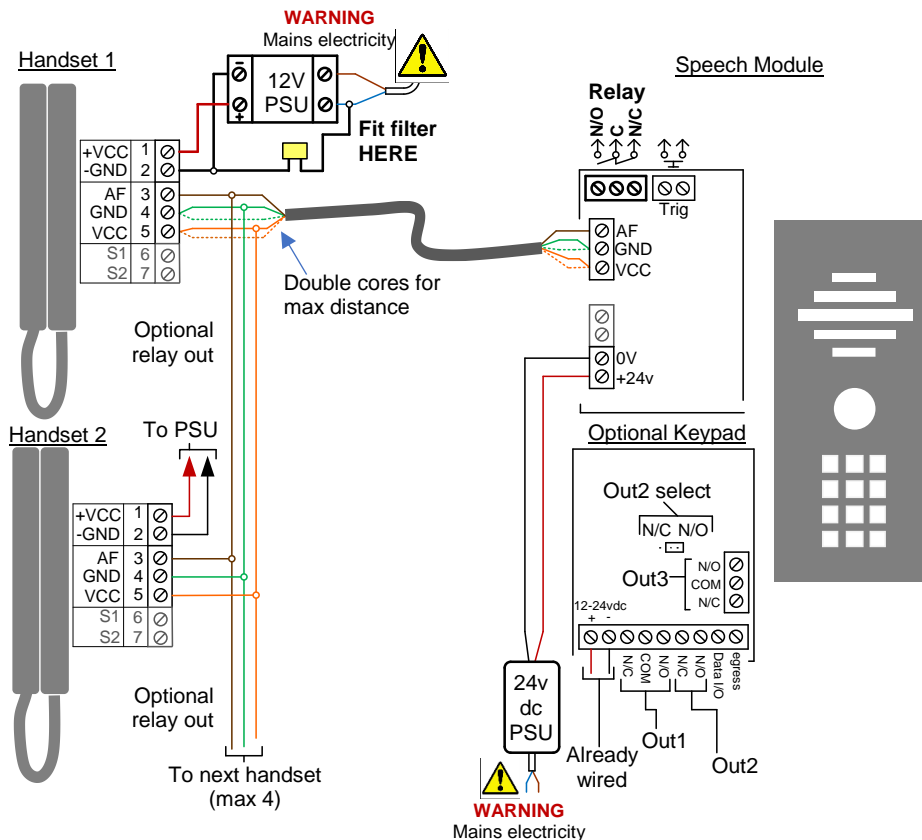 WARNING
Mains electricity
Handset 1
12V
PSU
-
+
Fit filter
HERE
+VCC 1
-GND 2
AF 3
GND 4
VCC 5
S1 6
S2 7
Double cores for
max distance
Optional
relay out
Speech Module
Relay
N/O
C
N/C
Trig
AF
GND
VCC
0V
+24v
Handset 2
To PSU
+VCC 1
-GND 2
AF 3
GND 4
VCC 5
S1 6
S2 7
Optional
relay out
To next handset
(max 4)
Optional Keypad
Out2 select
N/C N/O
Out3
N/O
COM
N/C
12-24vdc
+ -
N/C
COM
N/O
N/C
N/O
Data I/O
egress
Already
wired
Out1
Out2
24v
dc
PSU
WARNING
Mains electricity